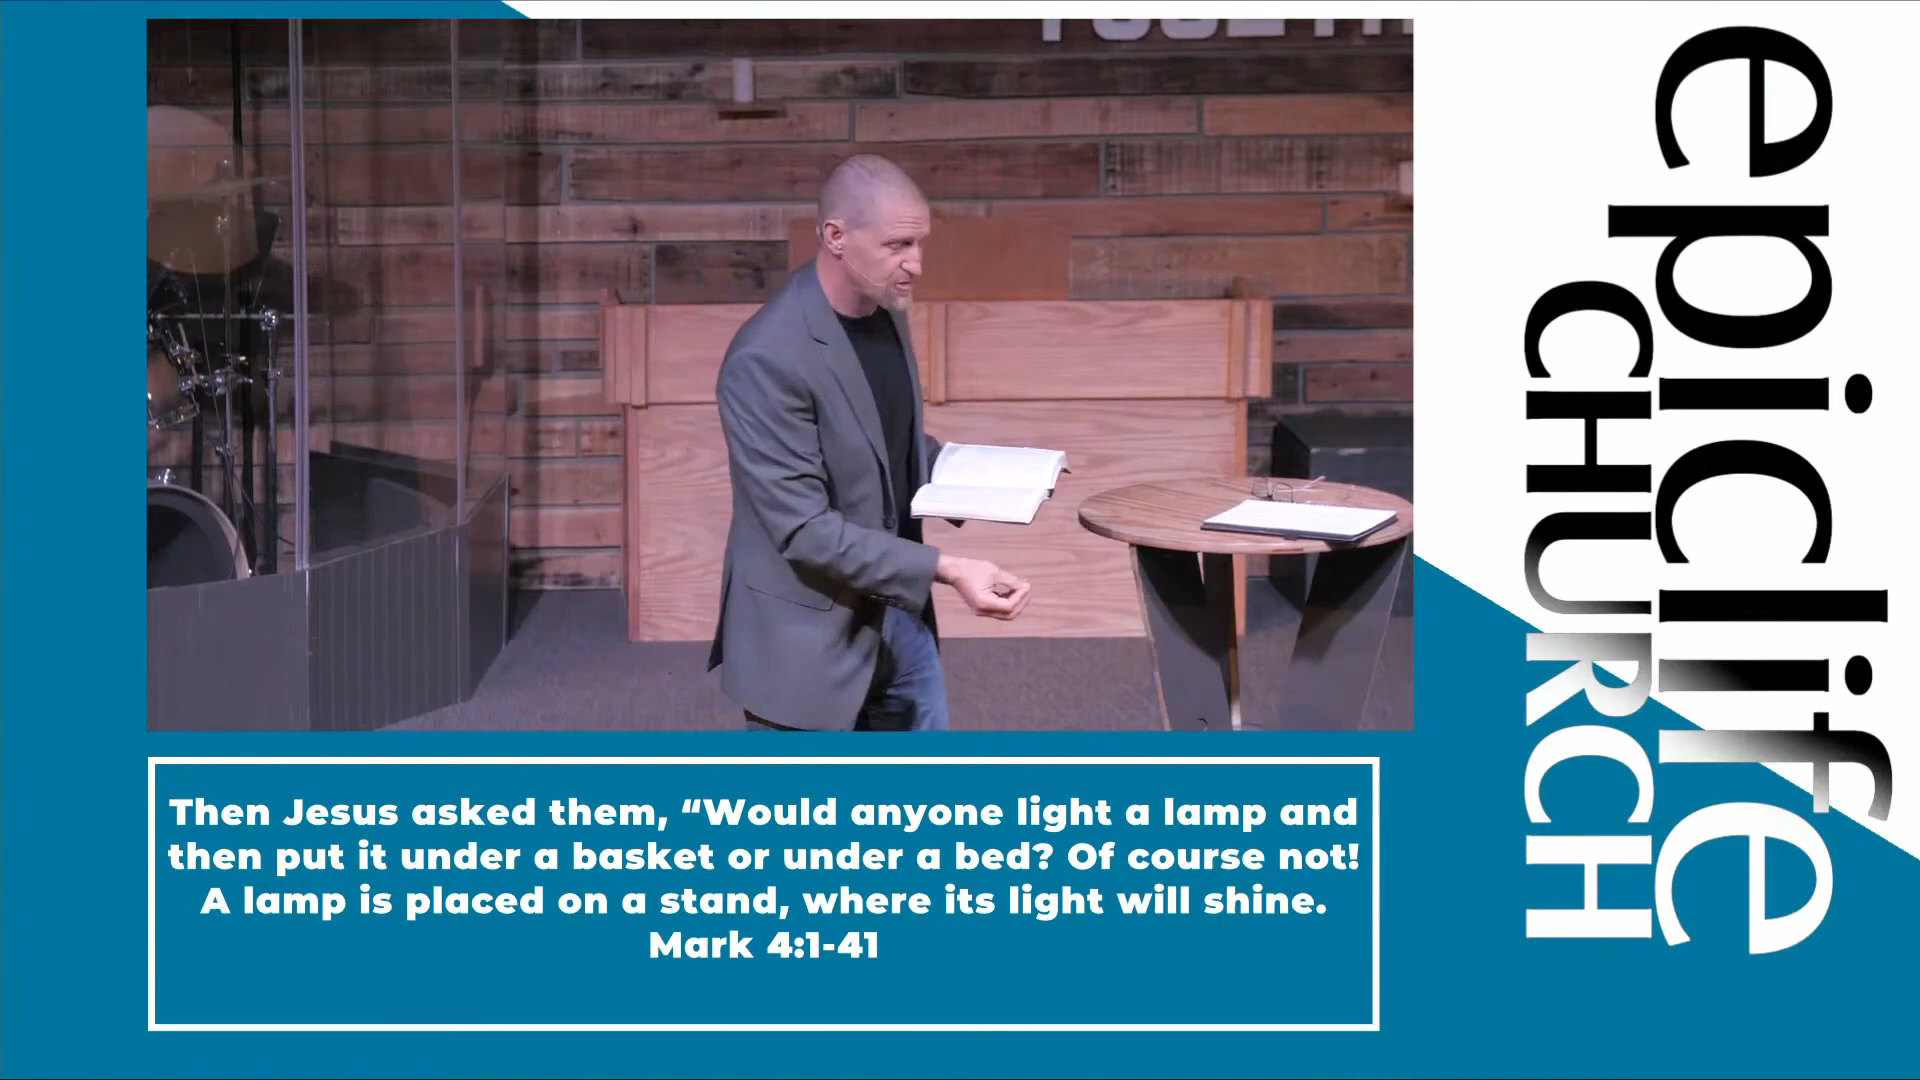 Then Jesus asked them, “Would anyone light a lamp and
then put it under a basket or under a bed? Of course not!
A lamp is placed on a stand, where its light will shine.
Mark 4:1-41
epiclife
CHURCH